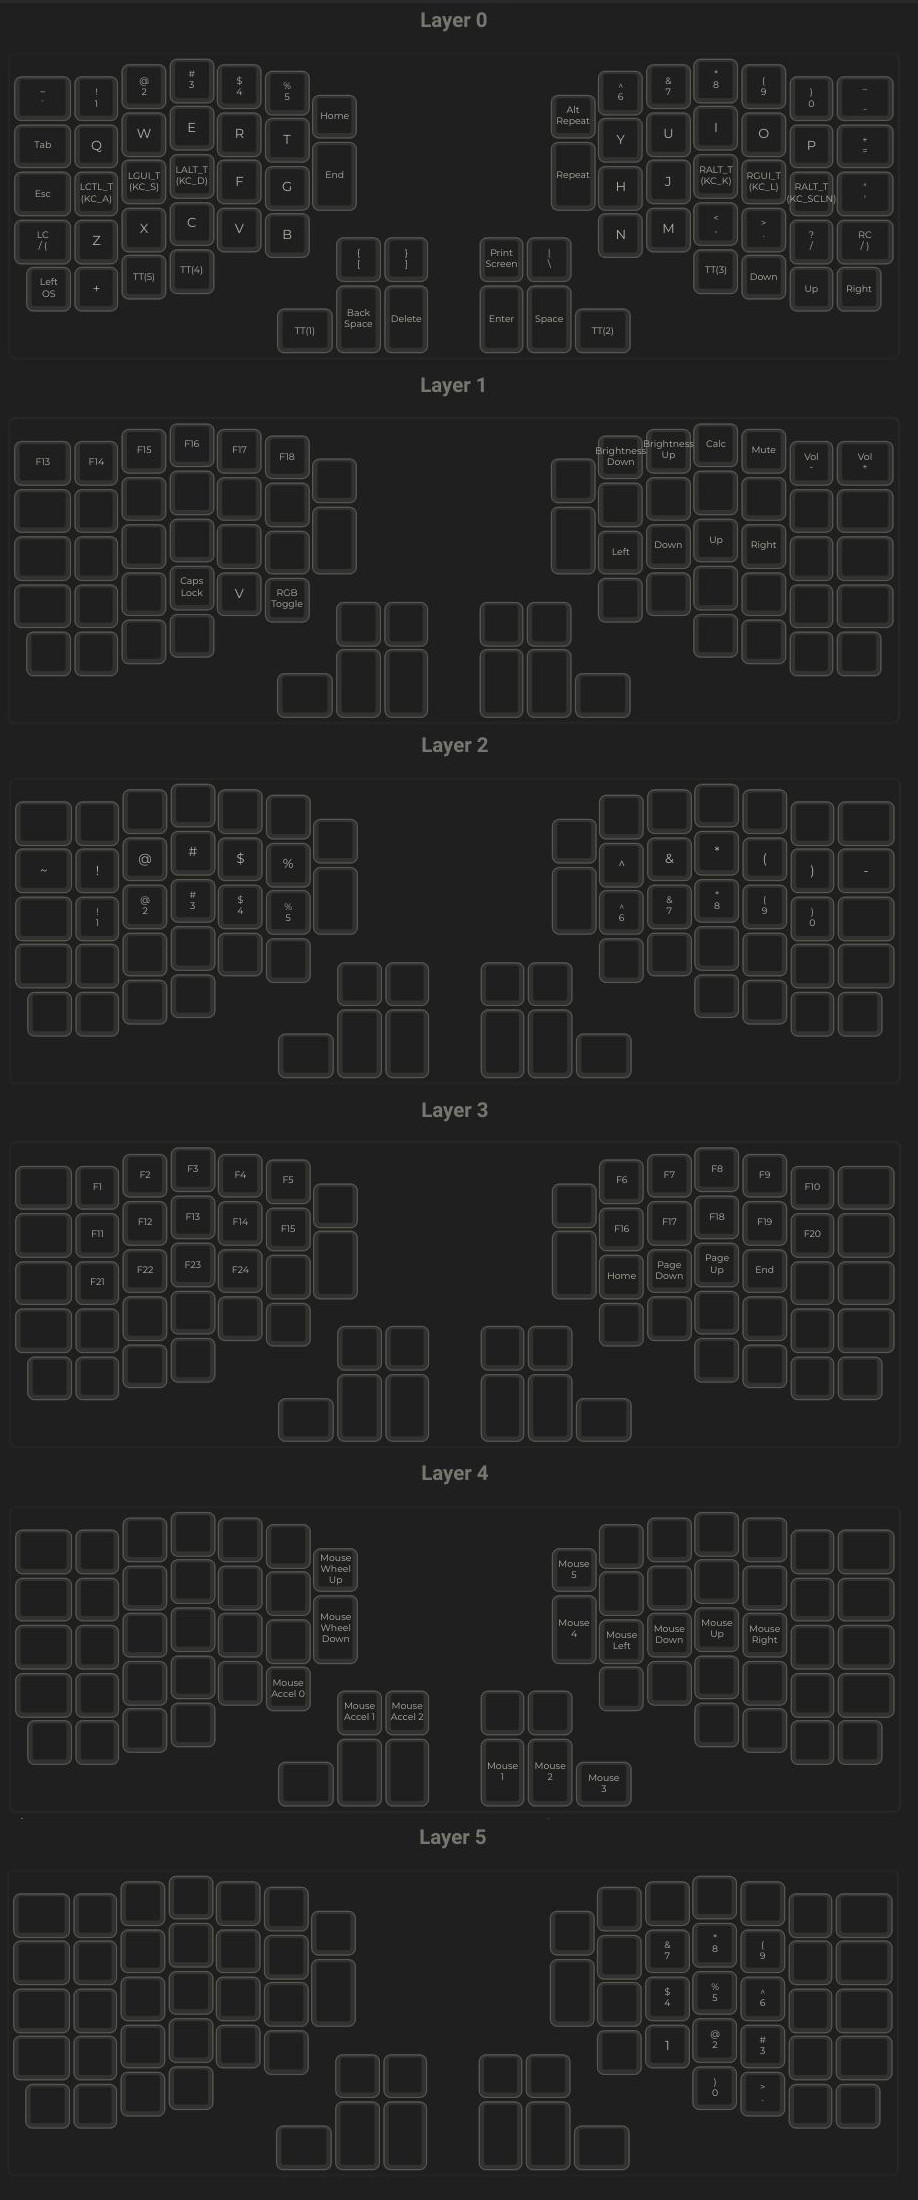 Layer 0
~ ` ! 1 @ 2 # 3 $ 4 % 5 ^ 6 & 7 * 8 ( 9 ) 0 _ -
Home Alt Repeat
Tab Q W E R T Y U I O P + =
End Repeat
Esc LCTL_T (KC_A) LGUI_T (KC_S) LALT_T (KC_D) F G H J RALT_T (KC_K) RGUI_T (KC_L) RALT_T (KC_SCLN) " '
LC / ( Z X C V B N M < , > . ? / RC / )
{ [ } ] Print Screen | \
Left OS + TT(5) TT(4) TT(3) Down Up Right
TT(1) Back Space Delete Enter Space TT(2)
Layer 1
F13 F14 F15 F16 F17 F18 Brightness Down Brightness Up Calc Mute Vol - Vol +
Left Down Up Right
Caps Lock V RGB Toggle
Layer 2
~ ! @ # $ % ^ & * ( ) -
! 1 @ 2 # 3 $ 4 % 5 ^ 6 & 7 * 8 ( 9 ) 0
Layer 3
F1 F2 F3 F4 F5 F6 F7 F8 F9 F10
F11 F12 F13 F14 F15 F16 F17 F18 F19 F20
F21 F22 F23 F24 Home Page Down Page Up End
Layer 4
Mouse Wheel Up Mouse 5
Mouse Wheel Down Mouse 4 Mouse Left Mouse Down Mouse Up Mouse Right
Mouse Accel 0
Mouse Accel 1 Mouse Accel 2
Mouse 1 Mouse 2 Mouse 3
Layer 5
& 7 * 8 ( 9
$ 4 % 5 ^ 6
1 @ 2 # 3
) 0 > .